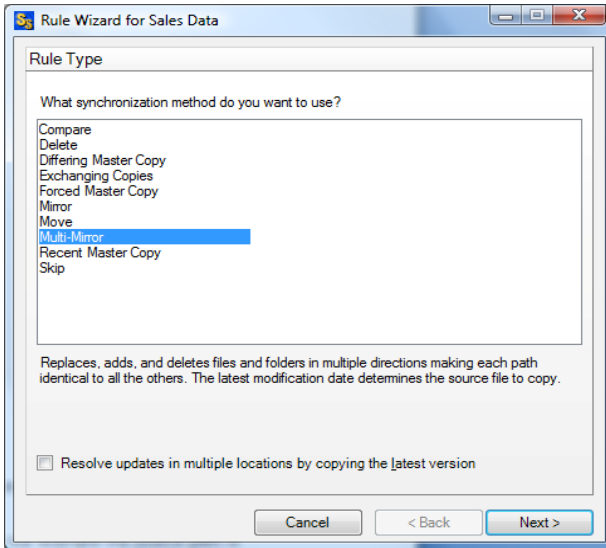 SS Rule Wizard for Sales Data
Rule Type
What synchronization method do you want to use?
Compare
Delete
Differing Master Copy
Exchanging Copies
Forced Master Copy
Mirror
Move
Multi-Mirror
Recent Master Copy
Skip
Replaces, adds, and deletes files and folders in multiple directions making each path
identical to all the others. The latest modification date determines the source file to copy.
Resolve updates in multiple locations by copying the latest version
Cancel < Back Next >